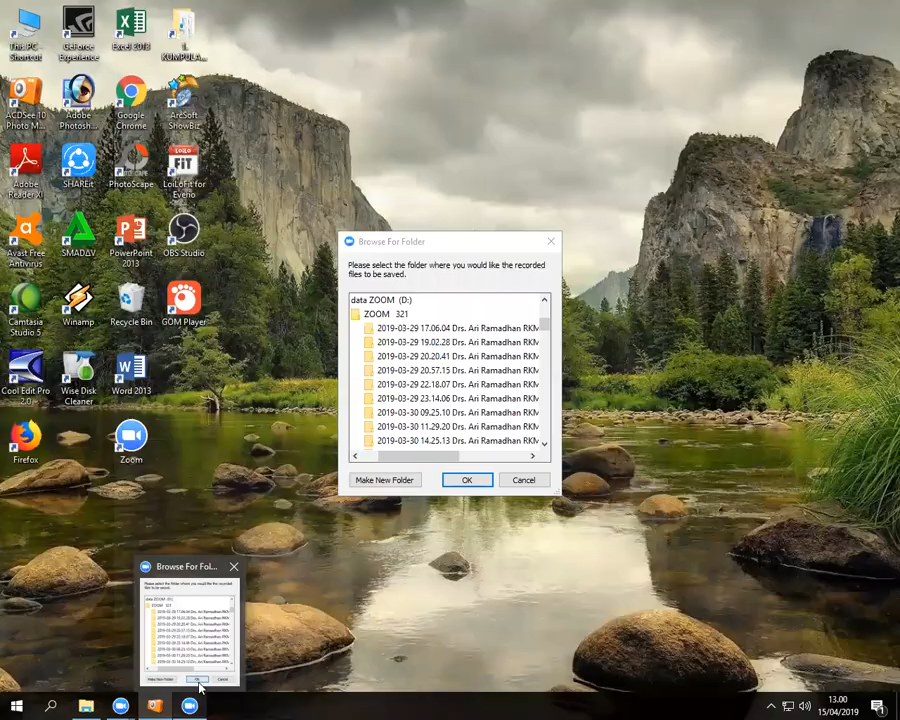 This PC - Shortcut
GeForce Experience
Excel 2013
1. KUMPULA...
ACDSee 10 Photo M...
Adobe Photosh...
Google Chrome
ArcSoft ShowBiz
Adobe Reader XI
SHAREit
PhotoScape
LoiLoFit for Everio
Avast Free Antivirus
SMADΔV
PowerPoint 2013
OBS Studio
Camtasia Studio 5
Winamp
Recycle Bin
GOM Player
Cool Edit Pro 2.0
Wise Disk Cleaner
Word 2013
Firefox
Zoom
Browse For Folder
Please select the folder where you would like the recorded
files to be saved.
data ZOOM (D:)
ZOOM 321
2019-03-29 17.06.04 Drs. Ari Ramadhan RKM
2019-03-29 19.02.28 Drs. Ari Ramadhan RKM
2019-03-29 20.20.41 Drs. Ari Ramadhan RKM
2019-03-29 20.57.15 Drs. Ari Ramadhan RKM
2019-03-29 22.18.07 Drs. Ari Ramadhan RKM
2019-03-29 23.14.06 Drs. Ari Ramadhan RKM
2019-03-30 09.25.10 Drs. Ari Ramadhan RKM
2019-03-30 11.29.20 Drs. Ari Ramadhan RKM
2019-03-30 14.25.13 Drs. Ari Ramadhan RKM
Make New Folder
OK
Cancel
Browse For Fol...
13.00
15/04/2019